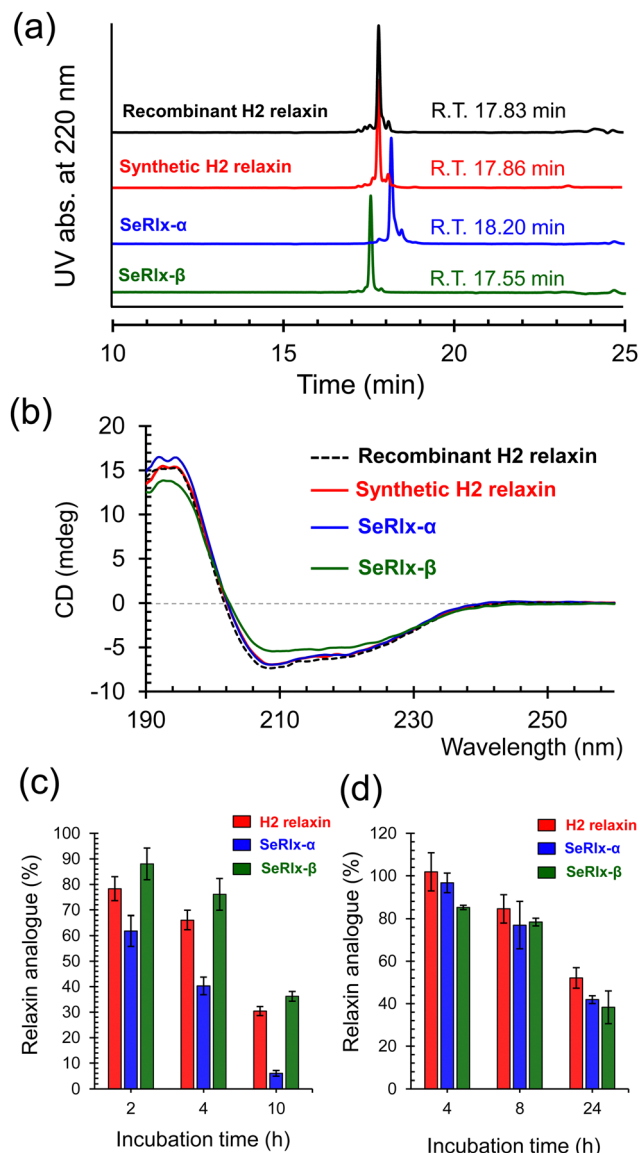 (a)
UV abs. at 220 nm
Recombinant H2 relaxin R.T. 17.83 min
Synthetic H2 relaxin R.T. 17.86 min
SeRlx-α R.T. 18.20 min
SeRlx-β R.T. 17.55 min
10 15 20 25
Time (min)
(b)
CD (mdeg)
20
15
10
5
0
-5
-10
Recombinant H2 relaxin
Synthetic H2 relaxin
SeRlx-α
SeRlx-β
190 210 230 250
Wavelength (nm)
(c)
Relaxin analogue (%)
H2 relaxin
SeRlx-α
SeRlx-β
100
90
80
70
60
50
40
30
20
10
0
2 4 10
Incubation time (h)
(d)
Relaxin analogue (%)
H2 relaxin
SeRlx-α
SeRlx-β
120
100
80
60
40
20
0
4 8 24
Incubation time (h)